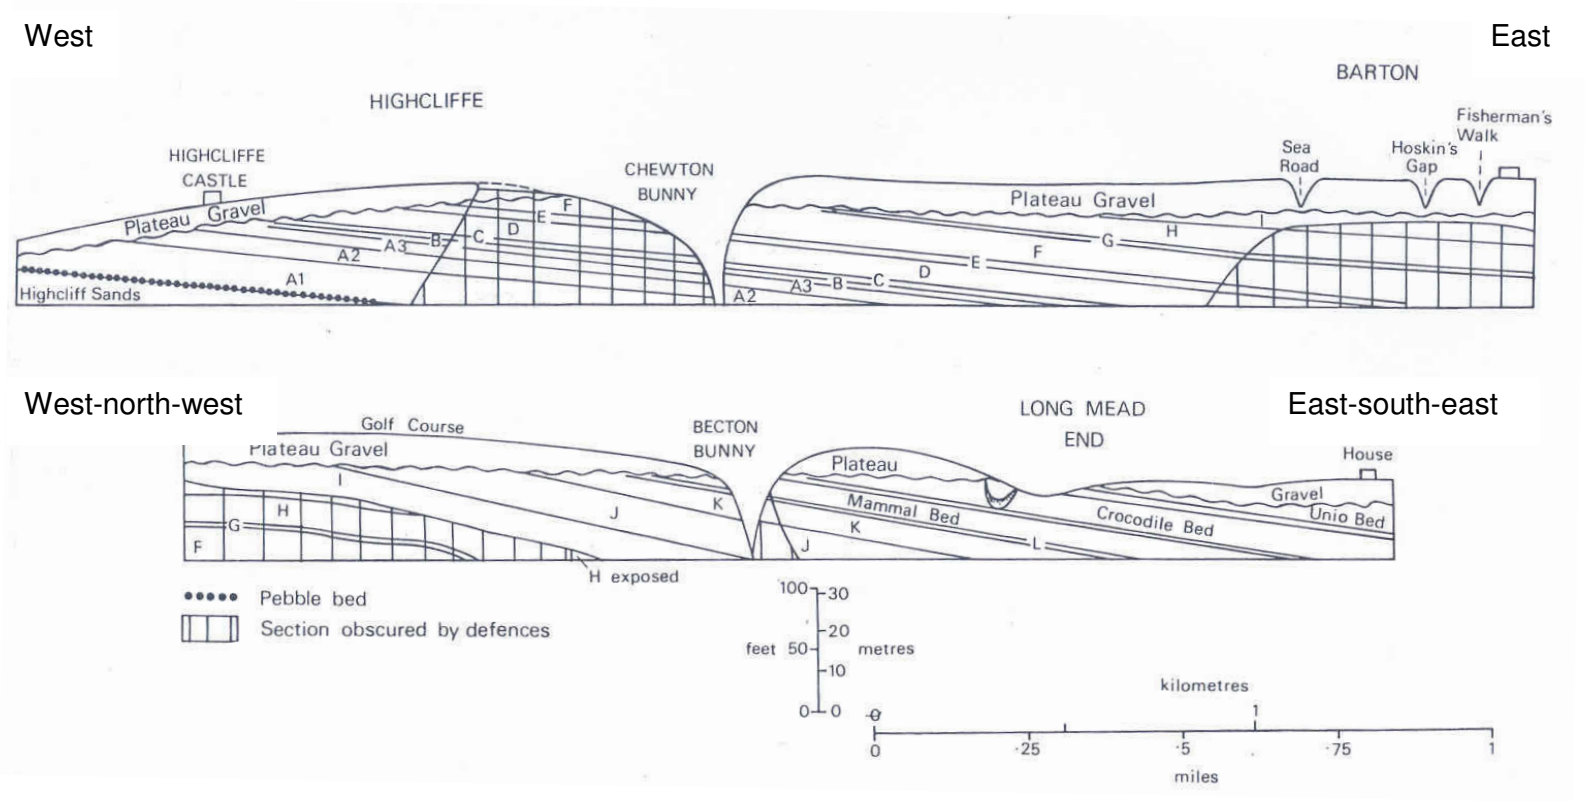 West
East
BARTON
HIGHCLIFFE
Fisherman's
Walk
Sea
Road
Hoskin's
Gap
HIGHCLIFFE
CASTLE
CHEWTON
BUNNY
Plateau Gravel
Plateau Gravel
F
E
D
C
B
A3
A2
A1
Highcliff Sands
I
H
G
F
E
D
C
B
A3
A2
West-north-west
East-south-east
LONG MEAD
END
Golf Course
BECTON
BUNNY
House
Plateau Gravel
Plateau
Gravel
I
H
G
F
J
K
Mammal Bed
K
J
L
Crocodile Bed
Unio Bed
H exposed
Pebble bed
Section obscured by defences
100
30
20
feet 50
metres
10
0
0
kilometres
0
1
0
·25
·5
·75
1
miles